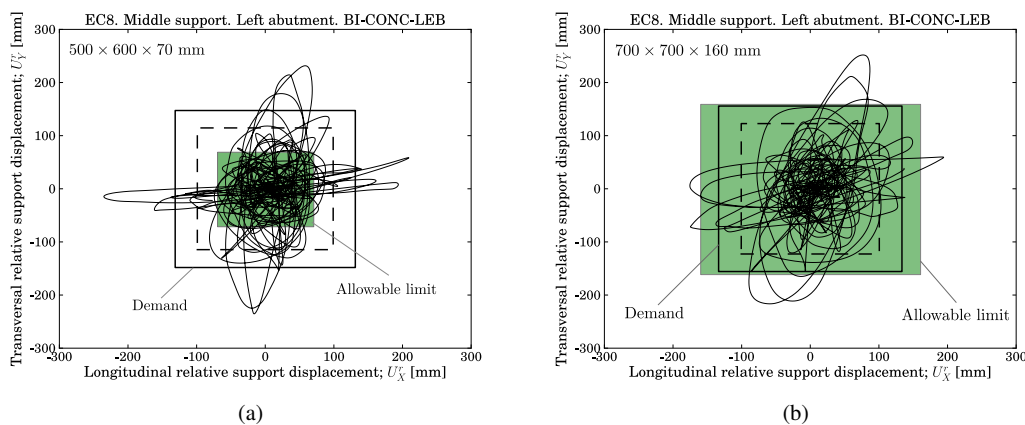 EC8. Middle support. Left abutment. BI-CONC-LEB
500 × 600 × 70 mm
Transversal relative support displacement; U_Y^r [mm]
300
200
100
0
-100
-200
-300
Demand
Allowable limit
-300
-200
-100
0
100
200
300
Longitudinal relative support displacement; U_X^r [mm]
(a)
EC8. Middle support. Left abutment. BI-CONC-LEB
700 × 700 × 160 mm
Transversal relative support displacement; U_Y^r [mm]
300
200
100
0
-100
-200
-300
Demand
Allowable limit
-300
-200
-100
0
100
200
300
Longitudinal relative support displacement; U_X^r [mm]
(b)